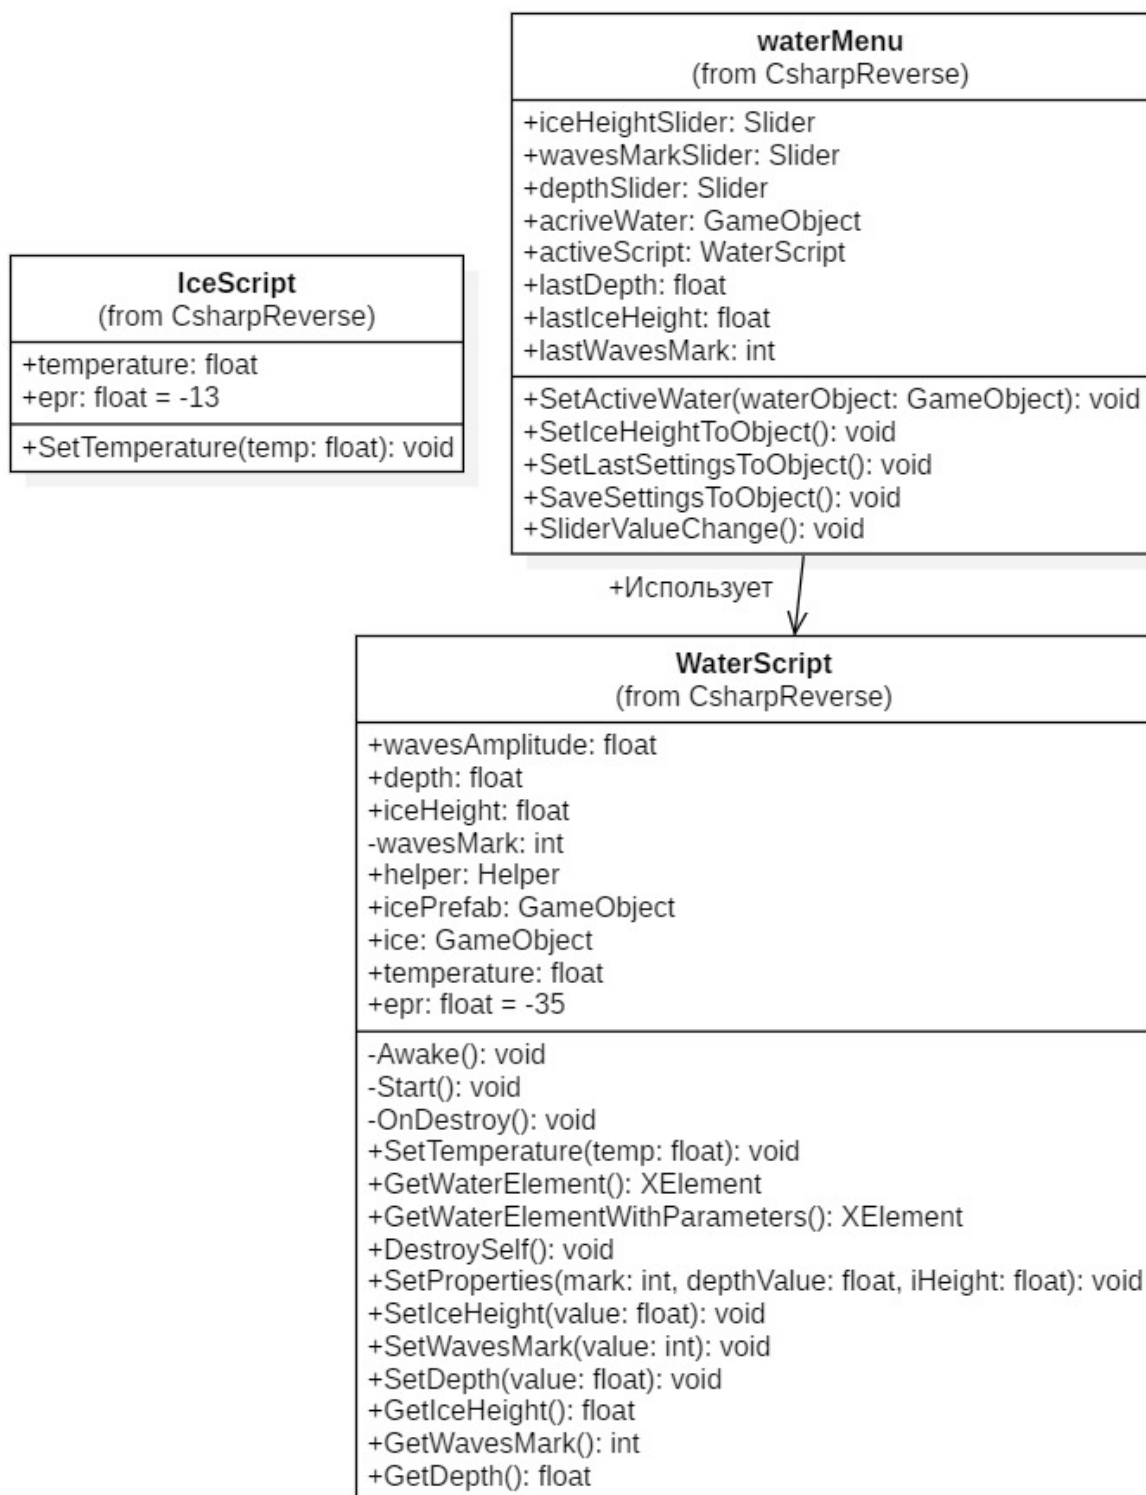 waterMenu
(from CsharpReverse)
+iceHeightSlider: Slider
+wavesMarkSlider: Slider
+depthSlider: Slider
+acriveWater: GameObject
+activeScript: WaterScript
+lastDepth: float
+lastIceHeight: float
+lastWavesMark: int
+SetActiveWater(waterObject: GameObject): void
+SetIceHeightToObject(): void
+SetLastSettingsToObject(): void
+SaveSettingsToObject(): void
+SliderValueChange(): void
IceScript
(from CsharpReverse)
+temperature: float
+epr: float = -13
+SetTemperature(temp: float): void
+Использует
WaterScript
(from CsharpReverse)
+wavesAmplitude: float
+depth: float
+iceHeight: float
-wavesMark: int
+helper: Helper
+icePrefab: GameObject
+ice: GameObject
+temperature: float
+epr: float = -35
-Awake(): void
-Start(): void
-OnDestroy(): void
+SetTemperature(temp: float): void
+GetWaterElement(): XElement
+GetWaterElementWithParameters(): XElement
+DestroySelf(): void
+SetProperties(mark: int, depthValue: float, iHeight: float): void
+SetIceHeight(value: float): void
+SetWavesMark(value: int): void
+SetDepth(value: float): void
+GetIceHeight(): float
+GetWavesMark(): int
+GetDepth(): float